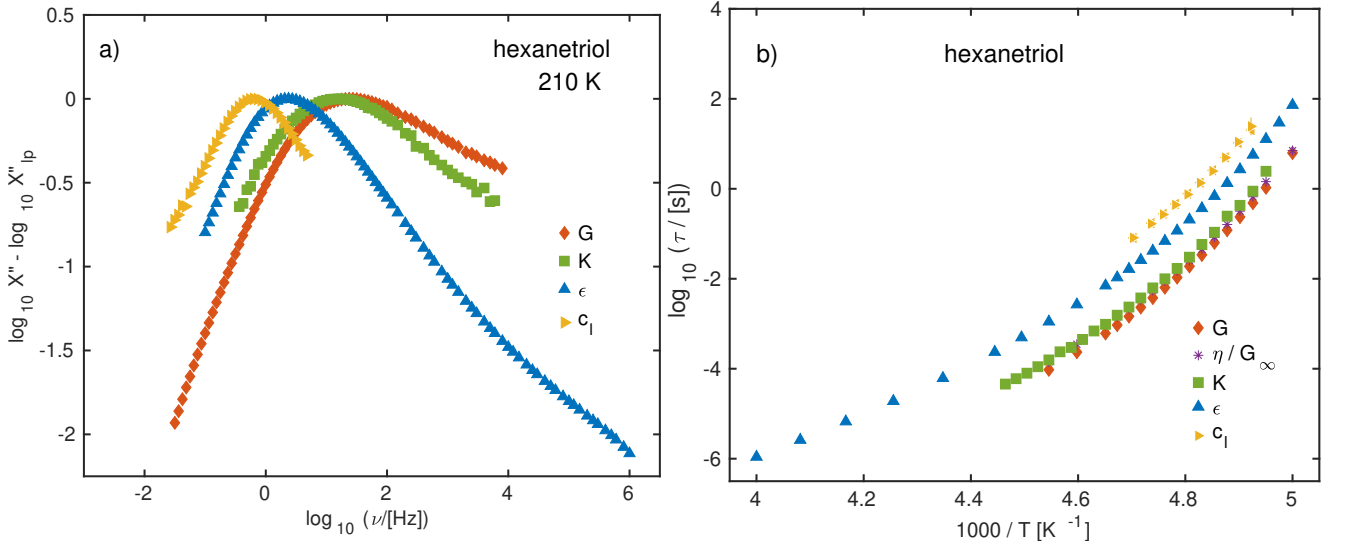 a)
hexanetriol
210 K
log 10 X" - log 10 X" lp
0.5
0
-0.5
-1
-1.5
-2
G
K
ϵ
c l
-2 0 2 4 6
log 10 (ν/[Hz])
b)
hexanetriol
log 10 (τ / [s])
4
2
0
-2
-4
-6
G
η / G ∞
K
ϵ
c l
4 4.2 4.4 4.6 4.8 5
1000 / T [K -1]